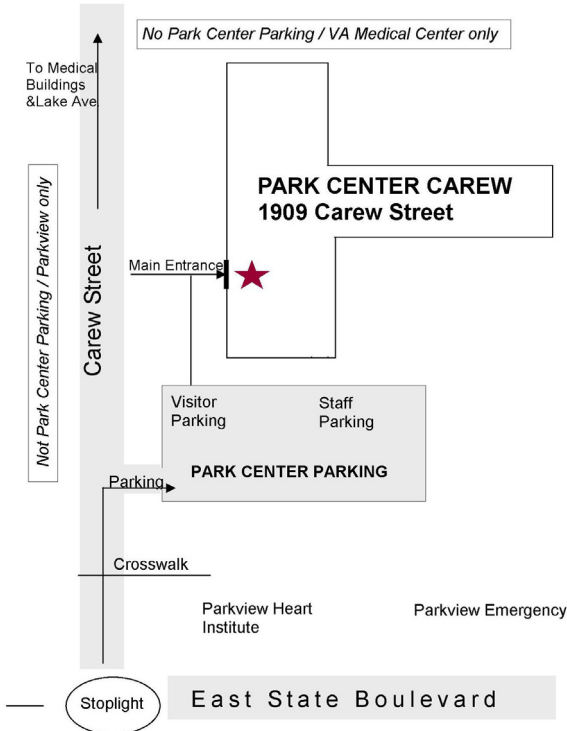 No Park Center Parking / VA Medical Center only
To Medical
Buildings
&Lake Ave.
PARK CENTER CAREW
1909 Carew Street
Not Park Center Parking / Parkview only
Carew Street
Main Entrance
Visitor
Parking
Staff
Parking
PARK CENTER PARKING
Parking
Crosswalk
Parkview Heart
Institute
Parkview Emergency
Stoplight
East State Boulevard